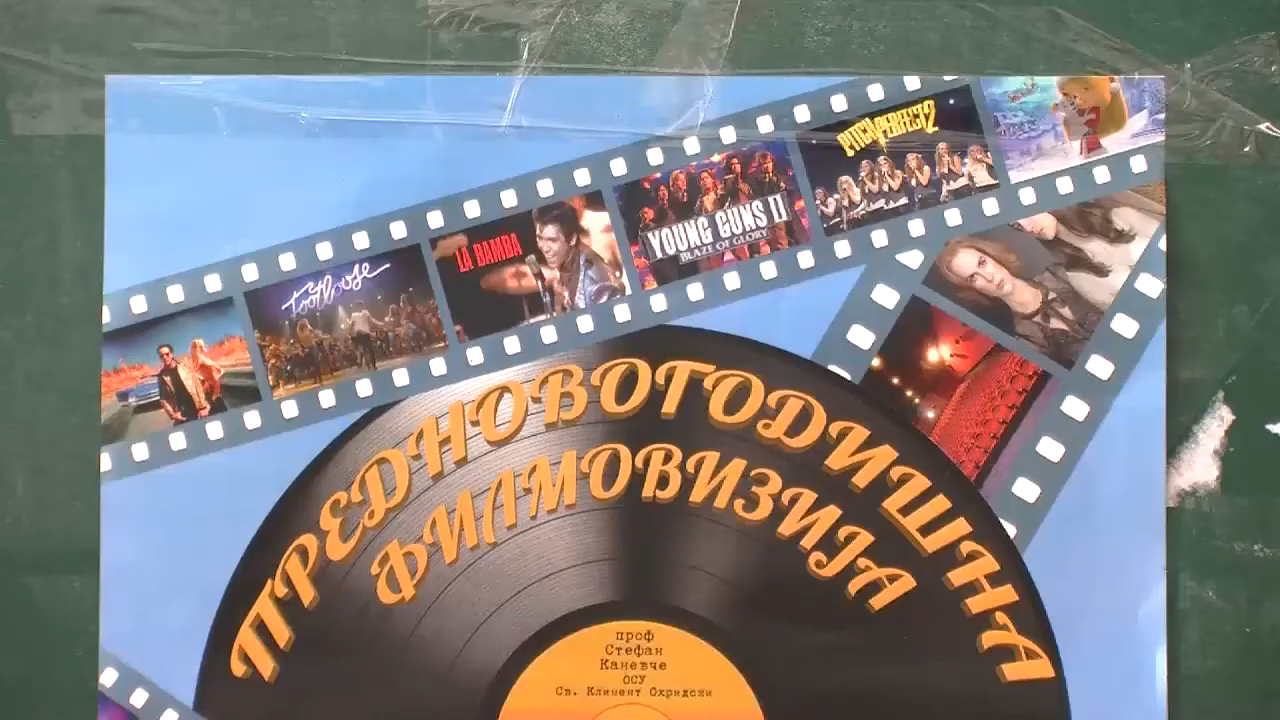 PITCH PERFECT 2
YOUNG GUNS II
BLAZE OF GLORY
LA BAMBA
Footloose
ПРЕДНОВОГОДИШНА
ФИЛМОВИЗИЈА
проф
Стефан
Каневче
ОСУ
Св. Климент Охридски